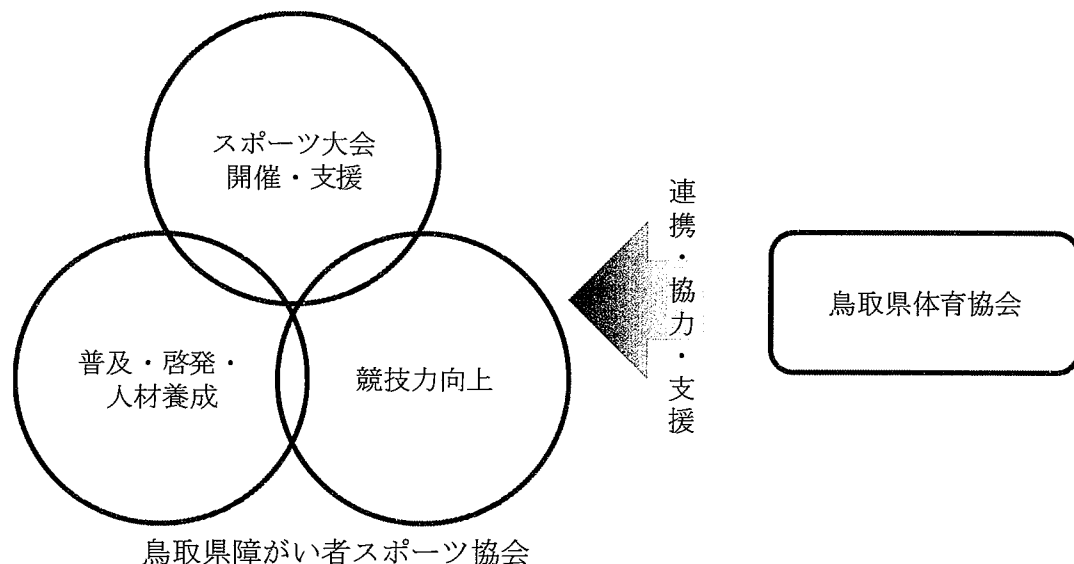 スポーツ大会
開催・支援
普及・啓発・
人材養成
競技力向上
連携・協力・支援
鳥取県体育協会
鳥取県障がい者スポーツ協会